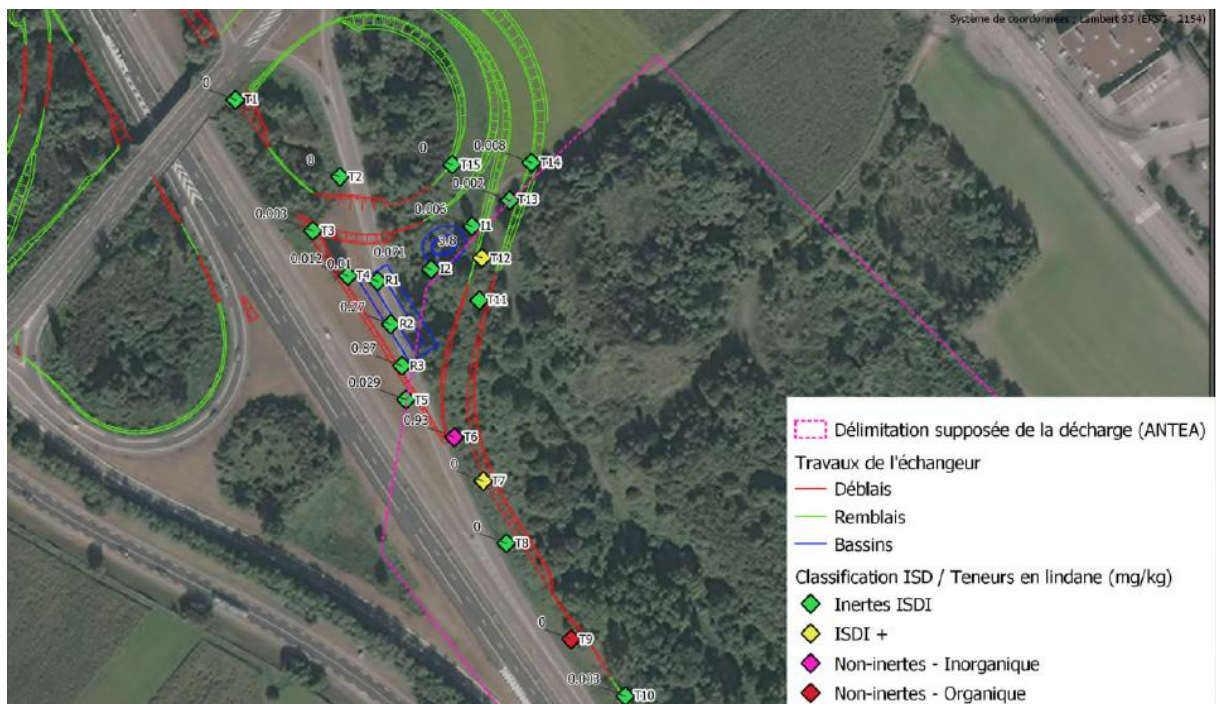 Système de coordonnées : Lambert 93 (EPSG : 2154)
0
T1
0
T2
0
T15
0.008
T14
0.002
T13
0.003
T3
0.006
I1
3.8
T12
0.012
0.01
T4
0.071
R1
I2
T11
0.27
R2
0.87
R3
0.029
T5
0.93
T6
0
T7
0
T8
0
T9
0.003
T10
Délimitation supposée de la décharge (ANTEA)
Travaux de l'échangeur
Déblais
Remblais
Bassins
Classification ISD / Teneurs en lindane (mg/kg)
Inertes ISDI
ISDI +
Non-inertes - Inorganique
Non-inertes - Organique